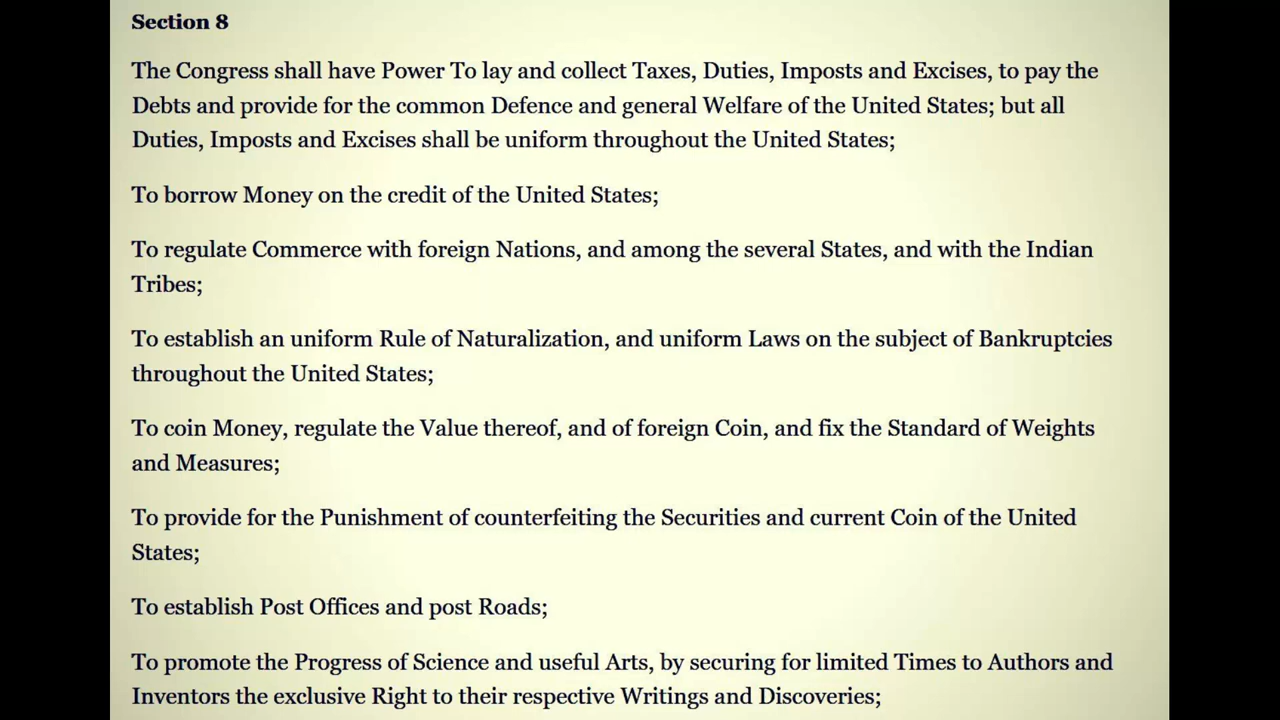 Section 8
The Congress shall have Power To lay and collect Taxes, Duties, Imposts and Excises, to pay the
Debts and provide for the common Defence and general Welfare of the United States; but all
Duties, Imposts and Excises shall be uniform throughout the United States;
To borrow Money on the credit of the United States;
To regulate Commerce with foreign Nations, and among the several States, and with the Indian
Tribes;
To establish an uniform Rule of Naturalization, and uniform Laws on the subject of Bankruptcies
throughout the United States;
To coin Money, regulate the Value thereof, and of foreign Coin, and fix the Standard of Weights
and Measures;
To provide for the Punishment of counterfeiting the Securities and current Coin of the United
States;
To establish Post Offices and post Roads;
To promote the Progress of Science and useful Arts, by securing for limited Times to Authors and
Inventors the exclusive Right to their respective Writings and Discoveries;